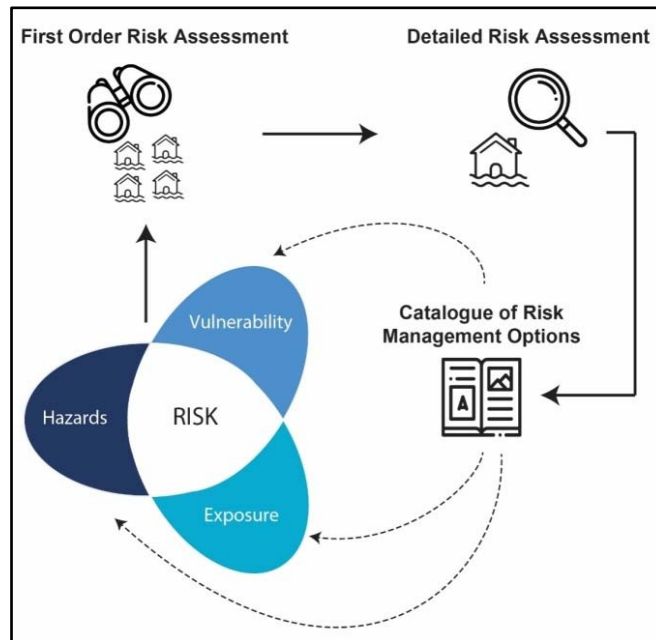 First Order Risk Assessment
Detailed Risk Assessment
Vulnerability
Catalogue of Risk
Management Options
A
Hazards
RISK
Exposure